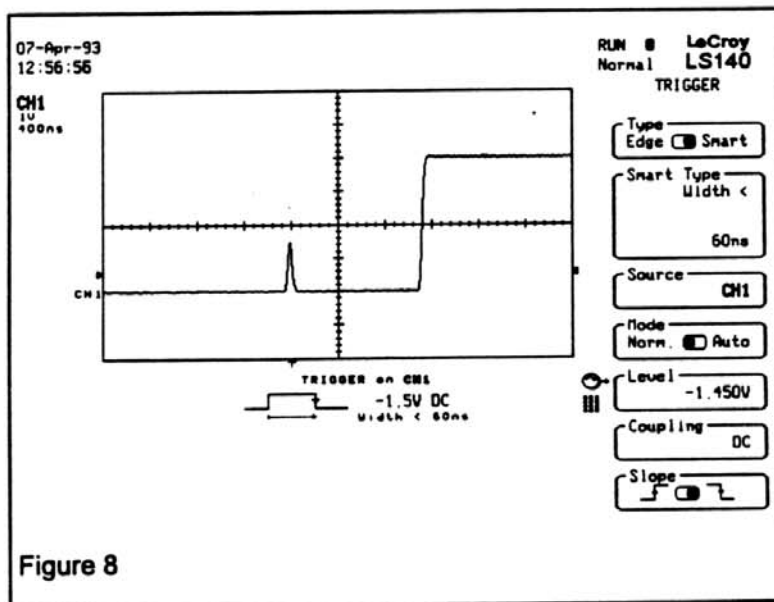 07-Apr-93
12:56:56
RUN
Normal
LeCroy
LS140
TRIGGER
CH1
1V
400ns
Type
Edge Smart
Smart Type
Width <
60ns
Source
CH1
Mode
Norm. Auto
Level
-1.450V
Coupling
DC
Slope
CH1
TRIGGER on CH1
-1.5V DC
Width < 60ns
Figure 8